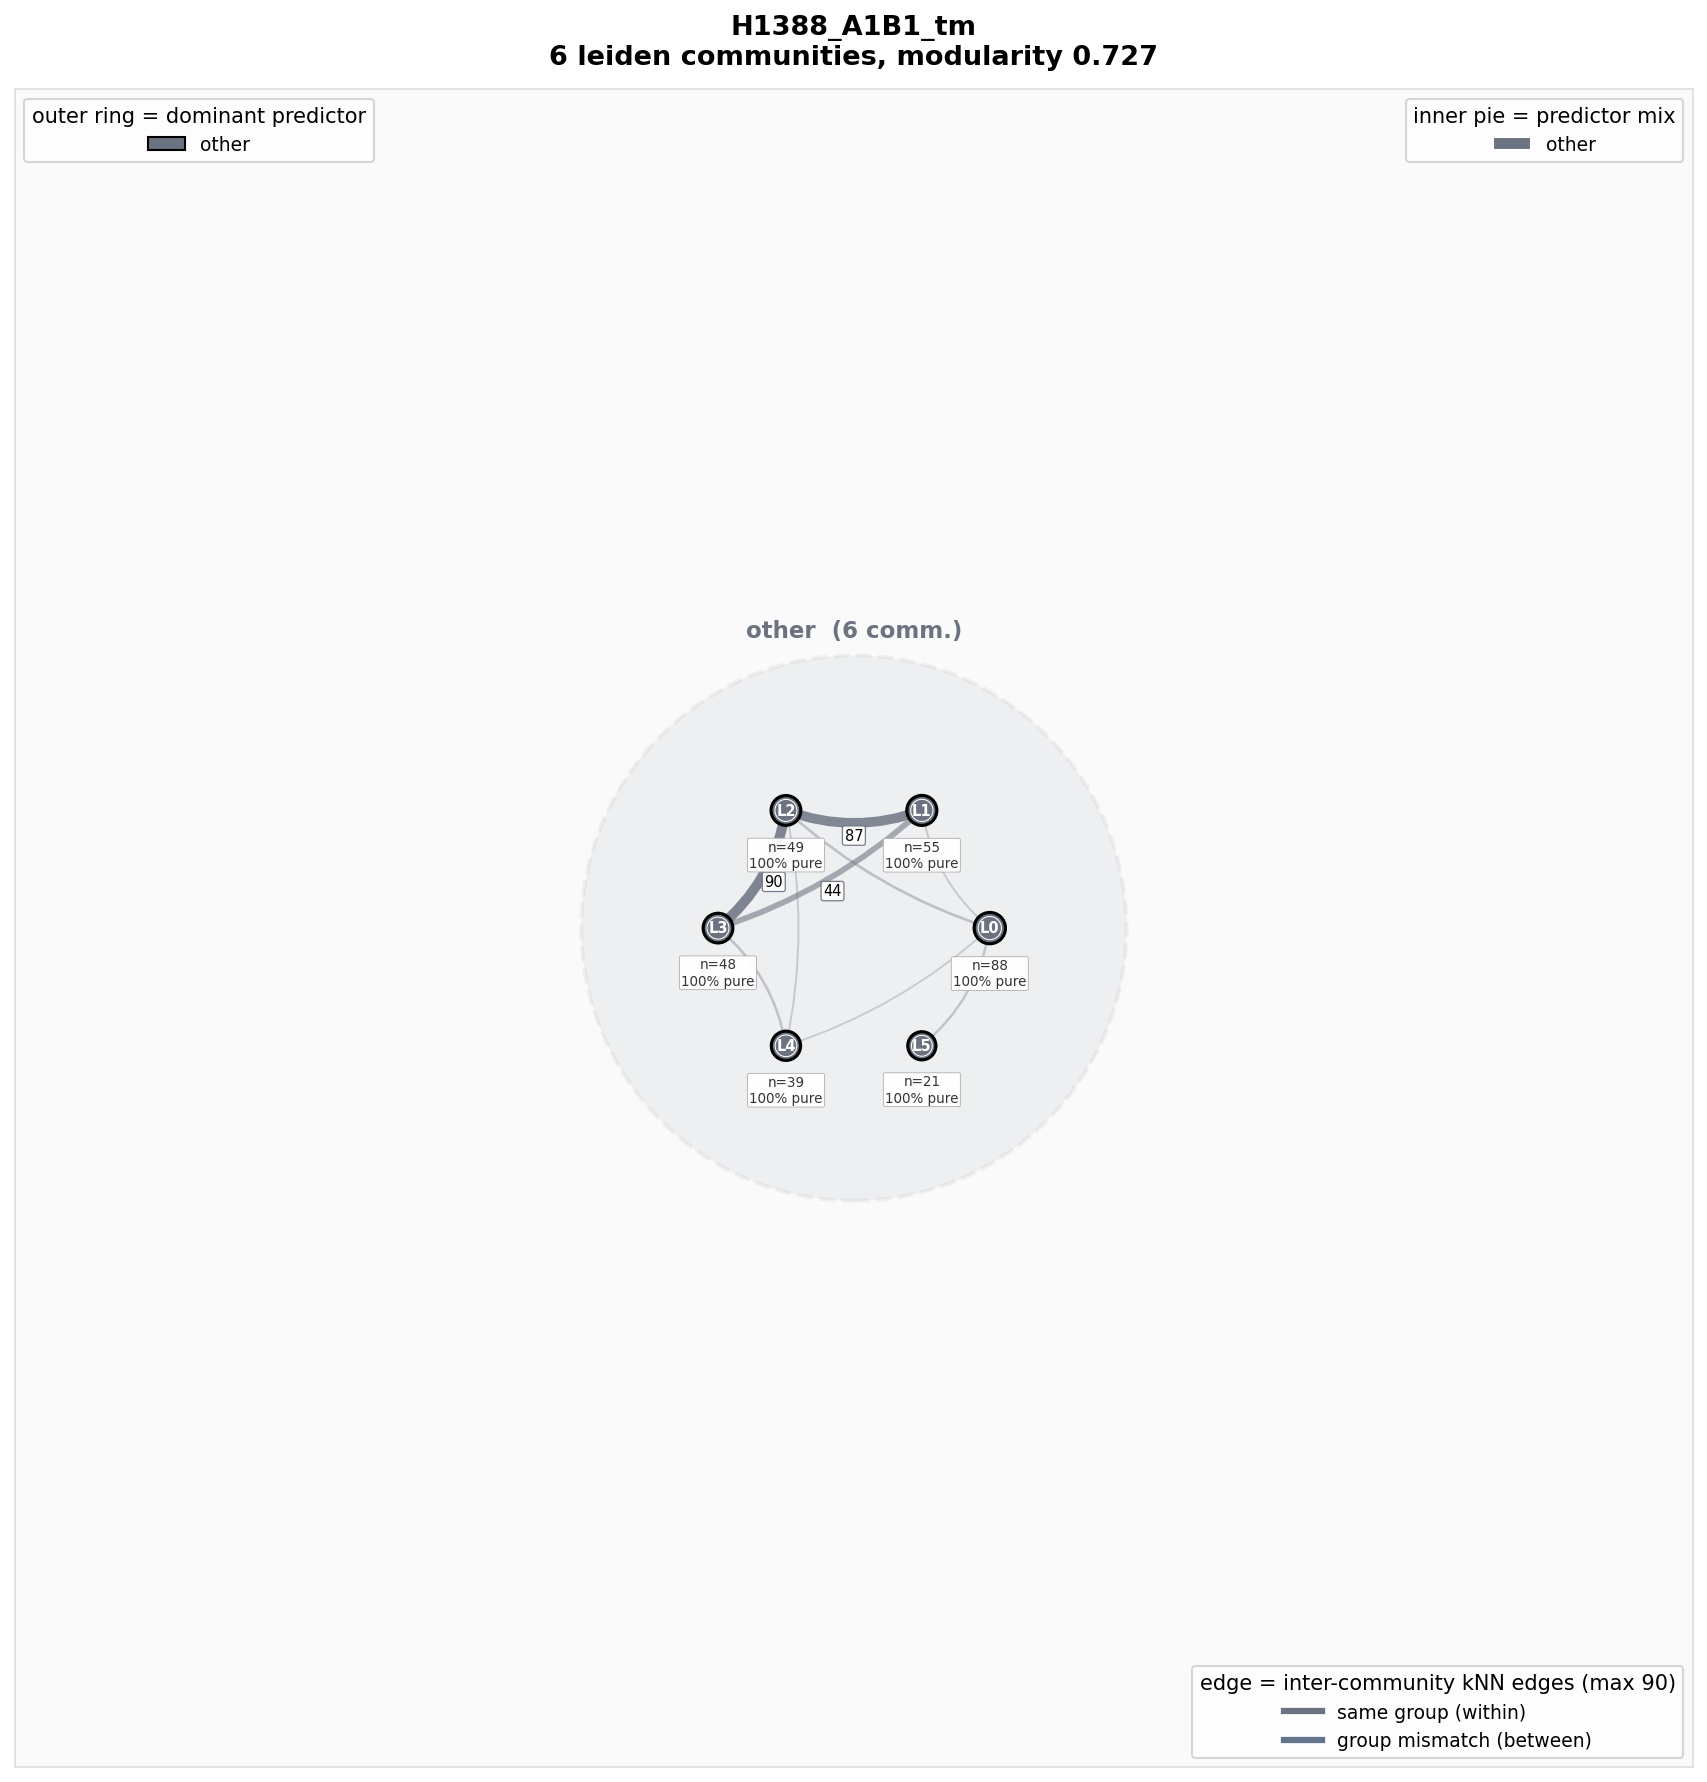 H1388_A1B1_tm
6 leiden communities, modularity 0.727
outer ring = dominant predictor
other
inner pie = predictor mix
other
other (6 comm.)
L2
L1
87
n=49
100% pure
n=55
100% pure
90
44
L3
L0
n=48
100% pure
n=88
100% pure
L4
L5
n=39
100% pure
n=21
100% pure
edge = inter-community kNN edges (max 90)
same group (within)
group mismatch (between)